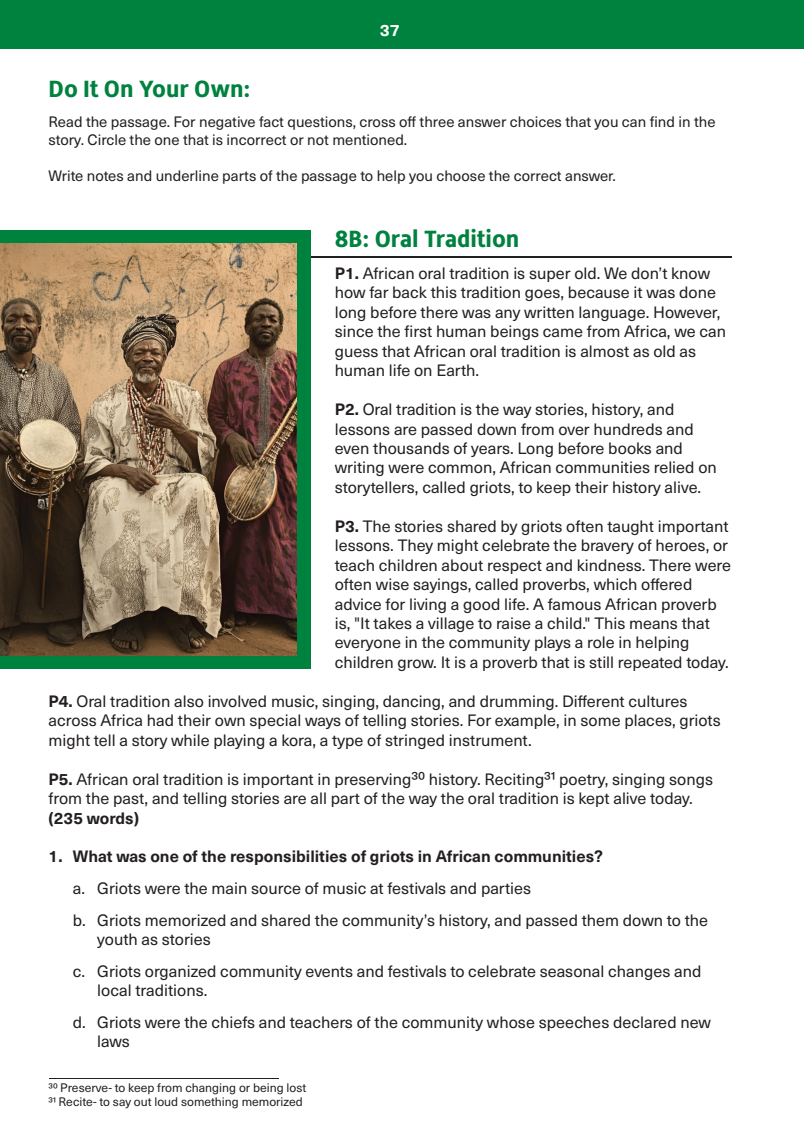 37
Do It On Your Own:
Read the passage. For negative fact questions, cross off three answer choices that you can find in the
story. Circle the one that is incorrect or not mentioned.
Write notes and underline parts of the passage to help you choose the correct answer.
8B: Oral Tradition
P1. African oral tradition is super old. We don't know
how far back this tradition goes, because it was done
long before there was any written language. However,
since the first human beings came from Africa, we can
guess that African oral tradition is almost as old as
human life on Earth.
P2. Oral tradition is the way stories, history, and
lessons are passed down from over hundreds and
even thousands of years. Long before books and
writing were common, African communities relied on
storytellers, called griots, to keep their history alive.
P3. The stories shared by griots often taught important
lessons. They might celebrate the bravery of heroes, or
teach children about respect and kindness. There were
often wise sayings, called proverbs, which offered
advice for living a good life. A famous African proverb
is, "It takes a village to raise a child." This means that
everyone in the community plays a role in helping
children grow. It is a proverb that is still repeated today.
P4. Oral tradition also involved music, singing, dancing, and drumming. Different cultures
across Africa had their own special ways of telling stories. For example, in some places, griots
might tell a story while playing a kora, a type of stringed instrument.
P5. African oral tradition is important in preserving³⁰ history. Reciting³¹ poetry, singing songs
from the past, and telling stories are all part of the way the oral tradition is kept alive today.
(235 words)
1. What was one of the responsibilities of griots in African communities?
a. Griots were the main source of music at festivals and parties
b. Griots memorized and shared the community's history, and passed them down to the
youth as stories
c. Griots organized community events and festivals to celebrate seasonal changes and
local traditions.
d. Griots were the chiefs and teachers of the community whose speeches declared new
laws
³⁰ Preserve- to keep from changing or being lost
³¹ Recite- to say out loud something memorized